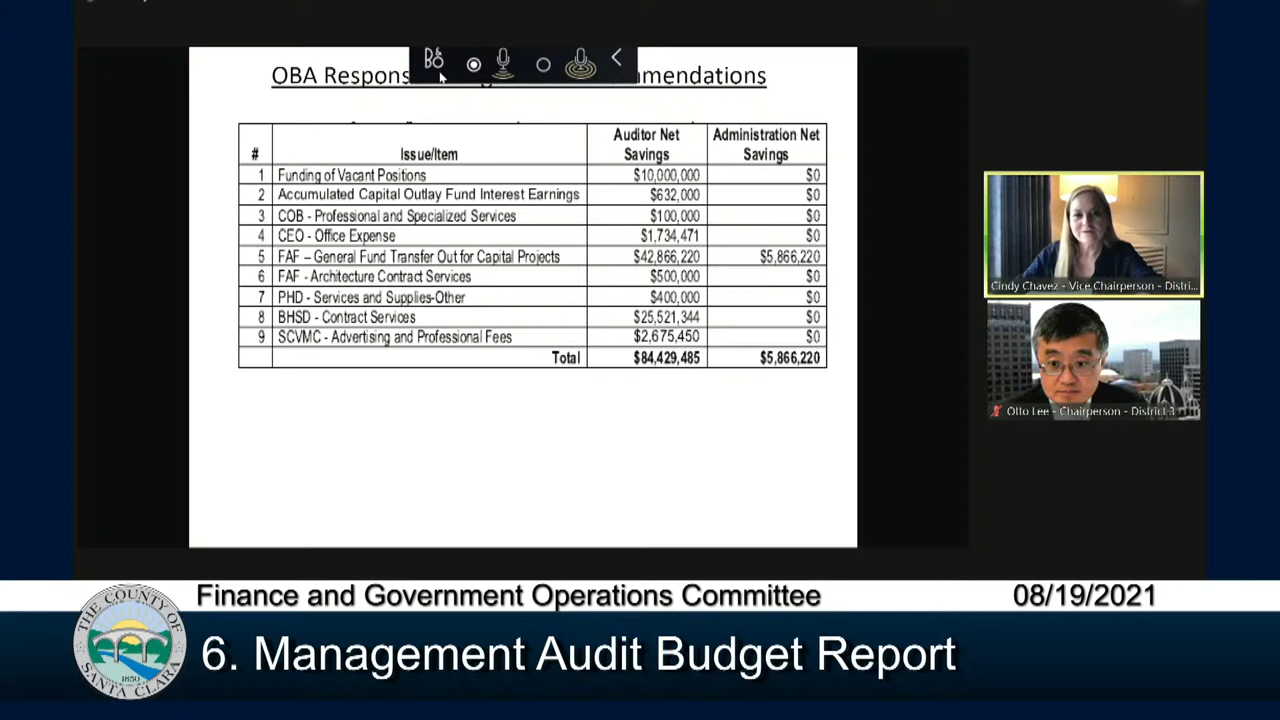 OBA Respons mmendations
# Issue/Item Auditor Net Savings Administration Net Savings
1 Funding of Vacant Positions $10,000,000 $0
2 Accumulated Capital Outlay Fund Interest Earnings $632,000 $0
3 COB - Professional and Specialized Services $100,000 $0
4 CEO - Office Expense $1,734,471 $0
5 FAF – General Fund Transfer Out for Capital Projects $42,866,220 $5,866,220
6 FAF - Architecture Contract Services $500,000 $0
7 PHD - Services and Supplies-Other $400,000 $0
8 BHSD - Contract Services $25,521,344 $0
9 SCVMC - Advertising and Professional Fees $2,675,450 $0
Total $84,429,485 $5,866,220
Cindy Chavez - Vice Chairperson - Distri...
Otto Lee - Chairperson - District 3
Finance and Government Operations Committee 08/19/2021
THE COUNTY OF SANTA CLARA
1850
6. Management Audit Budget Report